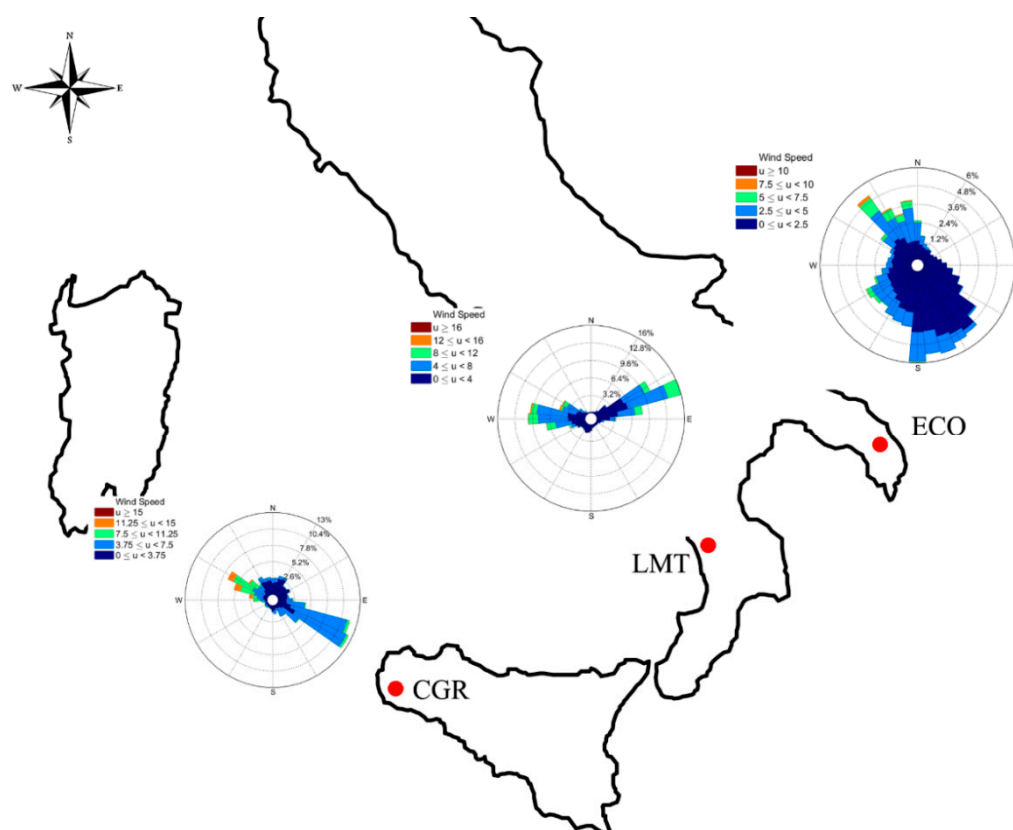 N
W E
S
Wind Speed
u ≥ 10
7.5 ≤ u < 10
5 ≤ u < 7.5
2.5 ≤ u < 5
0 ≤ u < 2.5
N
6%
4.8%
3.6%
2.4%
1.2%
W
S
ECO
Wind Speed
u ≥ 16
12 ≤ u < 16
8 ≤ u < 12
4 ≤ u < 8
0 ≤ u < 4
N
16%
12.8%
9.6%
6.4%
3.2%
W E
S
LMT
Wind Speed
u ≥ 15
11.25 ≤ u < 15
7.5 ≤ u < 11.25
3.75 ≤ u < 7.5
0 ≤ u < 3.75
N
13%
10.4%
7.8%
5.2%
2.6%
W E
S
CGR